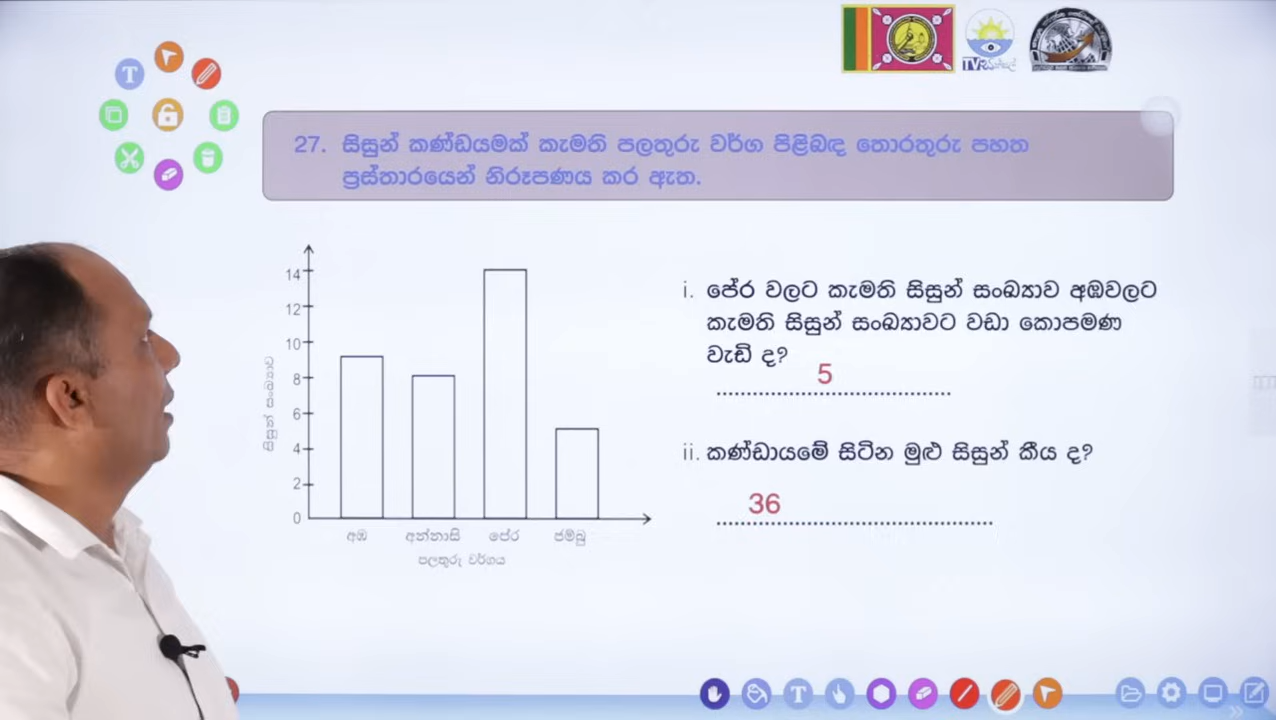 TV
27. සිසුන් කණ්ඩයමක් කැමති පලතුරු වර්ග පිළිබඳ තොරතුරු පහත
ප්‍රස්තාරයෙන් නිරූපණය කර ඇත.
සිසුන් සංඛ්‍යාව
14
12
10
8
6
4
2
0
අඹ අන්නාසි පේර ජම්බු
පලතුරු වර්ගය
i. පේර වලට කැමති සිසුන් සංඛ්‍යාව අඹවලට
කැමති සිසුන් සංඛ්‍යාවට වඩා කොපමණ
වැඩි ද?
5
ii. කණ්ඩායමේ සිටින මුළු සිසුන් කීය ද?
36